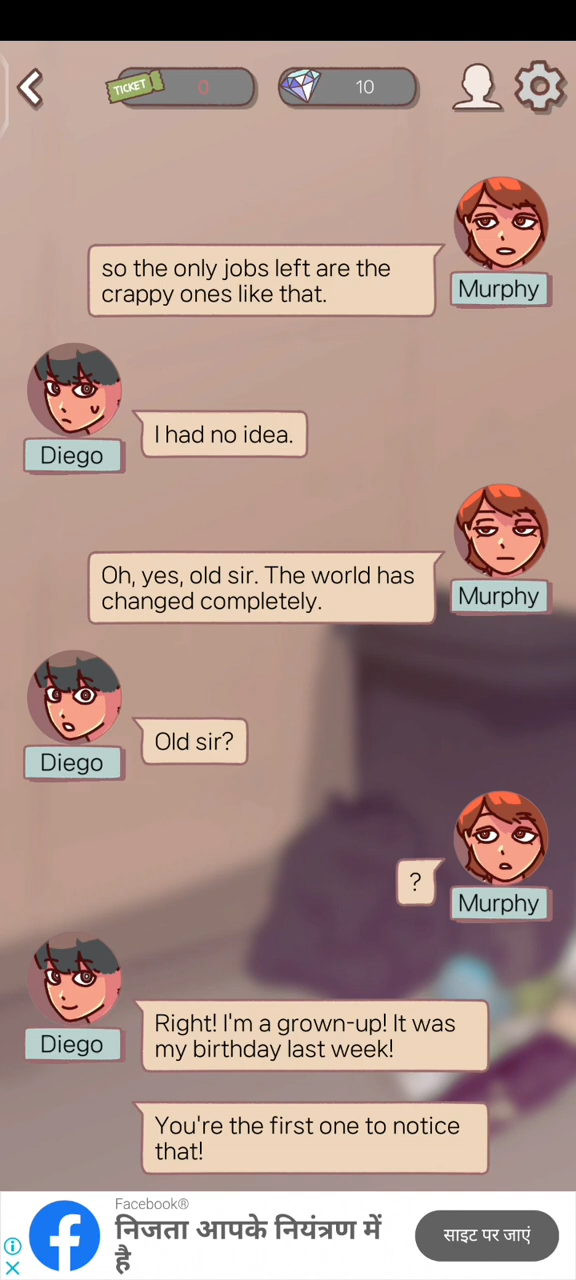 TICKET
0
10
so the only jobs left are the
crappy ones like that.
Murphy
Diego
I had no idea.
Oh, yes, old sir. The world has
changed completely.
Murphy
Diego
Old sir?
?
Murphy
Diego
Right! I'm a grown-up! It was
my birthday last week!
You're the first one to notice
that!
Facebook®
निजता आपके नियंत्रण में
है
साइट पर जाएं